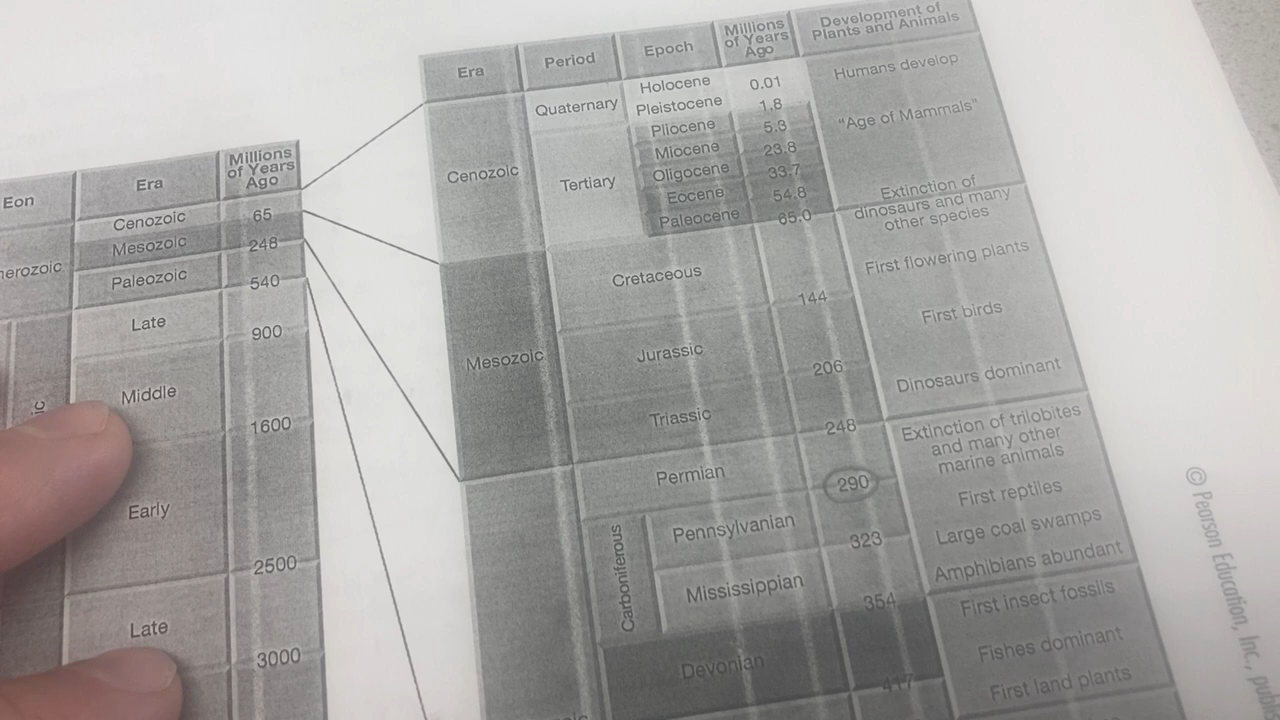 Eon
Era
Millions
of Years
Ago
Cenozoic
65
Mesozoic
248
Paleozoic
540
Late
900
Middle
1600
Early
2500
Late
3000
Era
Period
Epoch
Millions
of Years
Ago
Development of
Plants and Animals
Cenozoic
Quaternary
Holocene
0.01
Humans develop
Pleistocene
1.8
"Age of Mammals"
Tertiary
Pliocene
5.3
Miocene
23.8
Oligocene
33.7
Eocene
54.8
Paleocene
65.0
Extinction of
dinosaurs and many
other species
Mesozoic
Cretaceous
144
First flowering plants
Jurassic
206
First birds
Triassic
248
Dinosaurs dominant
Permian
290
Extinction of trilobites
and many other
marine animals
First reptiles
Carboniferous
Pennsylvanian
323
Large coal swamps
Mississippian
354
Amphibians abundant
Devonian
417
First insect fossils
Fishes dominant
First land plants
© Pearson Education, Inc.,